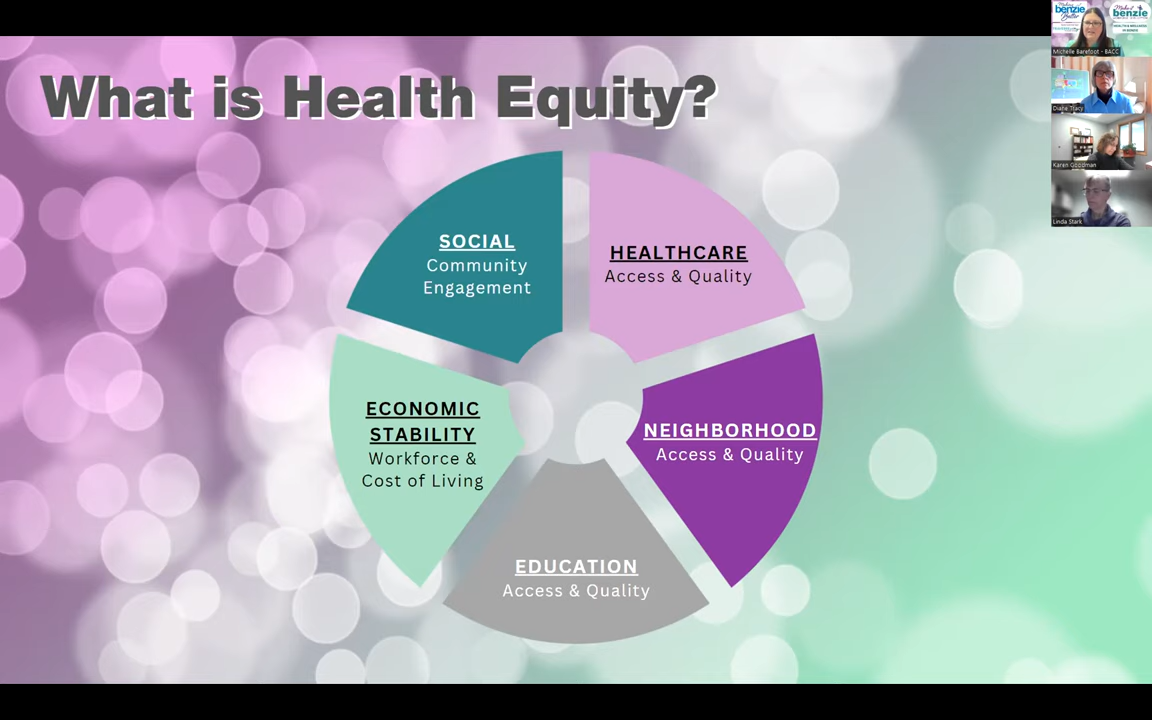 What is Health Equity?
SOCIAL
Community
Engagement
HEALTHCARE
Access & Quality
ECONOMIC
STABILITY
Workforce &
Cost of Living
NEIGHBORHOOD
Access & Quality
EDUCATION
Access & Quality
benzie
Better
benzie
Michelle Barefoot - BACC
Diane Tracy
Karen Goodman
Linda Stark